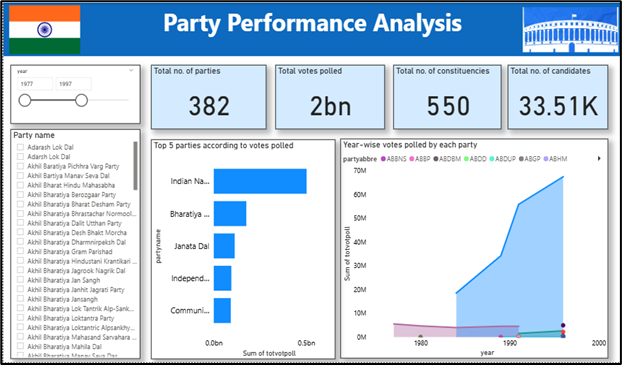 Party Performance Analysis
year
1977
1997
Total no. of parties
382
Total votes polled
2bn
Total no. of constituencies
550
Total no. of candidates
33.51K
Party name
Adarash Lok Dal
Adarsh Lok Dal
Akhil Baratiya Pichhra Varg Party
Akhil Bartiya Manav Seva Dal
Akhil Bharat Hindu Mahasabha
Akhil Bharatiya Berozgaar Party
Akhil Bharatiya Bharat Desham Party
Akhil Bharatiya Bhrastachar Normool...
Akhil Bharatiya Dalit Utthan Party
Akhil Bharatiya Desh Bhakt Morcha
Akhil Bharatiya Dharmnirpeksh Dal
Akhil Bharatiya Gram Parishad
Akhil Bharatiya Hindustani Krantikari ...
Akhil Bharatiya Jagrook Nagrik Dal
Akhil Bharatiya Jan Sangh
Akhil Bharatiya Janhit Jagrati Party
Akhil Bharatiya Jansangh
Akhil Bharatiya Lok Tantrik Alp-Sank...
Akhil Bharatiya Loktantra Party
Akhil Bharatiya Loktantric Alpsankhy...
Akhil Bharatiya Mahasand Sarvahara ...
Akhil Bharatiya Mahila Dal
Akhil Bharatiya Manav Seva Dal
Top 5 parties according to votes polled
partyname
Indian Na...
Bharatiya ...
Janata Dal
Independ...
Communi...
0.0bn
0.5bn
Sum of totvotpoll
Year-wise votes polled by each party
partyabbre ABBNS ABBP ABDBM ABDD ABDUP ABGP ABHM
Sum of totvotpoll
70M
60M
50M
40M
30M
20M
10M
0M
1980
1990
2000
year